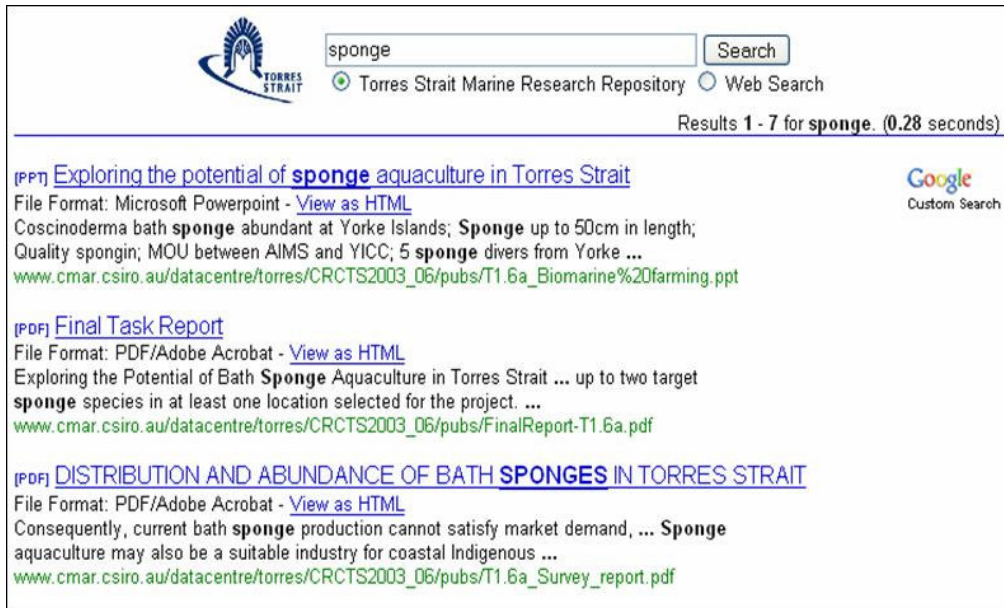 TORRES
STRAIT
sponge
Search
Torres Strait Marine Research Repository
Web Search
Results 1 - 7 for sponge. (0.28 seconds)
[PPT] Exploring the potential of sponge aquaculture in Torres Strait
File Format: Microsoft Powerpoint - View as HTML
Coscinoderma bath sponge abundant at Yorke Islands; Sponge up to 50cm in length;
Quality spongin; MOU between AIMS and YICC; 5 sponge divers from Yorke ...
www.cmar.csiro.au/datacentre/torres/CRCTS2003_06/pubs/T1.6a_Biomarine%20farming.ppt
Google
Custom Search
[PDF] Final Task Report
File Format: PDF/Adobe Acrobat - View as HTML
Exploring the Potential of Bath Sponge Aquaculture in Torres Strait ... up to two target
sponge species in at least one location selected for the project. ...
www.cmar.csiro.au/datacentre/torres/CRCTS2003_06/pubs/FinalReport-T1.6a.pdf
[PDF] DISTRIBUTION AND ABUNDANCE OF BATH SPONGES IN TORRES STRAIT
File Format: PDF/Adobe Acrobat - View as HTML
Consequently, current bath sponge production cannot satisfy market demand, ... Sponge
aquaculture may also be a suitable industry for coastal Indigenous ...
www.cmar.csiro.au/datacentre/torres/CRCTS2003_06/pubs/T1.6a_Survey_report.pdf